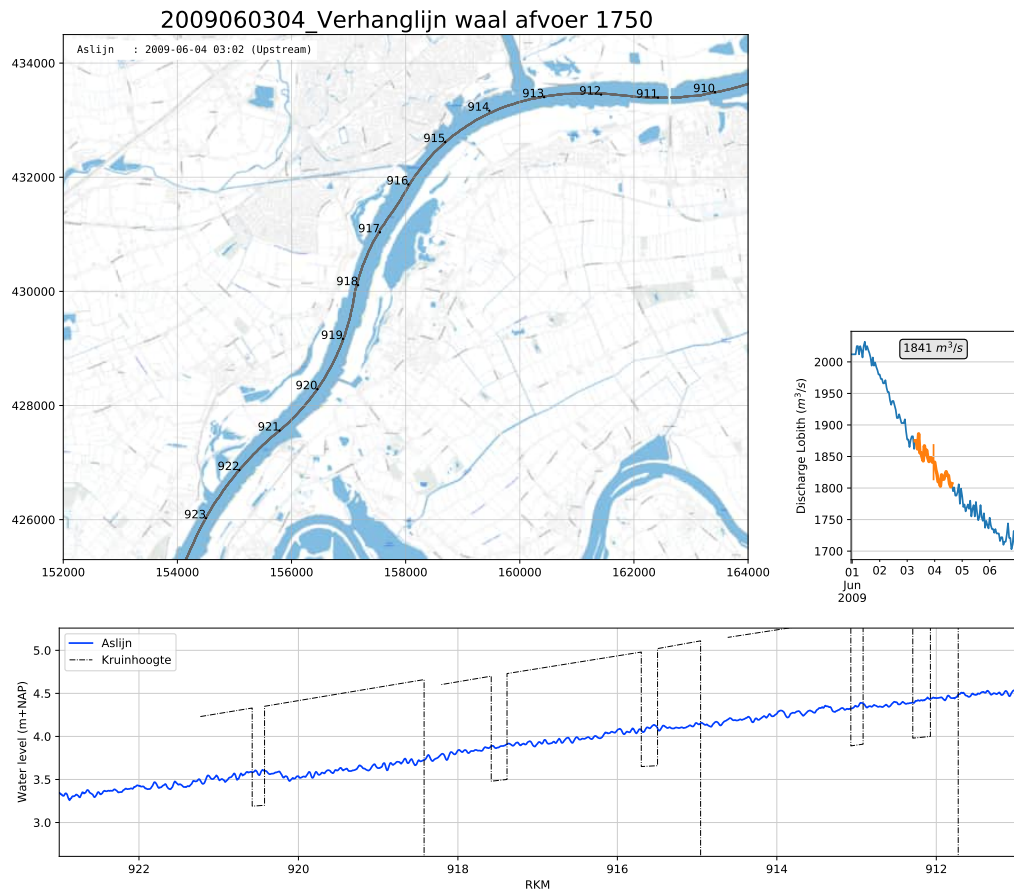 2009060304_Verhanglijn waal afvoer 1750
Aslijn : 2009-06-04 03:02 (Upstream)
434000
432000
430000
428000
426000
152000 154000 156000 158000 160000 162000 164000
910
911
912
913
914
915
916
917
918
919
920
921
922
923
1841 m³/s
Discharge Lobith (m³/s)
2000
1950
1900
1850
1800
1750
1700
01 02 03 04 05 06
Jun
2009
Aslijn
Kruinhoogte
Water level (m+NAP)
5.0
4.5
4.0
3.5
3.0
922 920 918 916 914 912
RKM